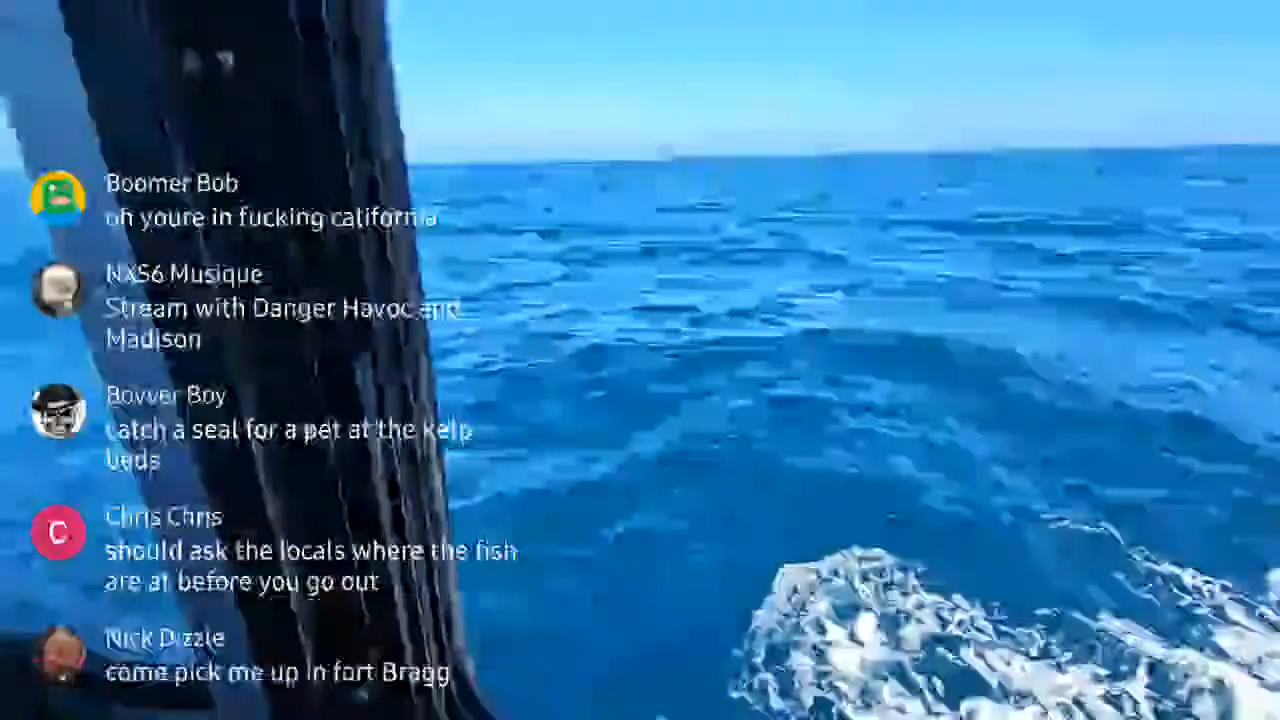 Boomer Bob
oh youre in fucking california
NX56 Musique
Stream with Danger Havoc and
Madison
Bovver Boy
catch a seal for a pet at the kelp
beds
C
Chris Chris
should ask the locals where the fish
are at before you go out
Nick Dizzle
come pick me up in fort Bragg